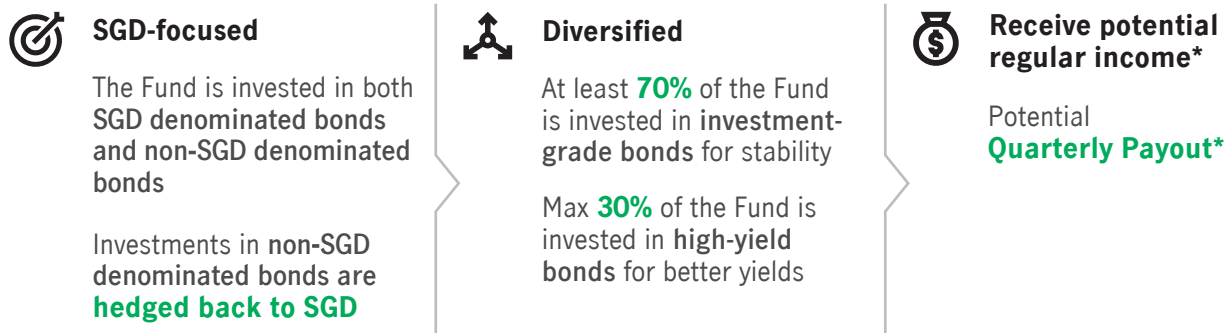 SGD-focused
The Fund is invested in both
SGD denominated bonds
and non-SGD denominated
bonds
Investments in non-SGD
denominated bonds are
hedged back to SGD
Diversified
At least 70% of the Fund
is invested in investment-
grade bonds for stability
Max 30% of the Fund is
invested in high-yield
bonds for better yields
$
Receive potential
regular income*
Potential
Quarterly Payout*